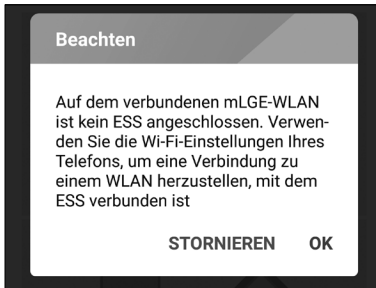 Beachten
Auf dem verbundenen mLGE-WLAN
ist kein ESS angeschlossen. Verwen-
den Sie die Wi-Fi-Einstellungen Ihres
Telefons, um eine Verbindung zu
einem WLAN herzustellen, mit dem
ESS verbunden ist
STORNIEREN OK